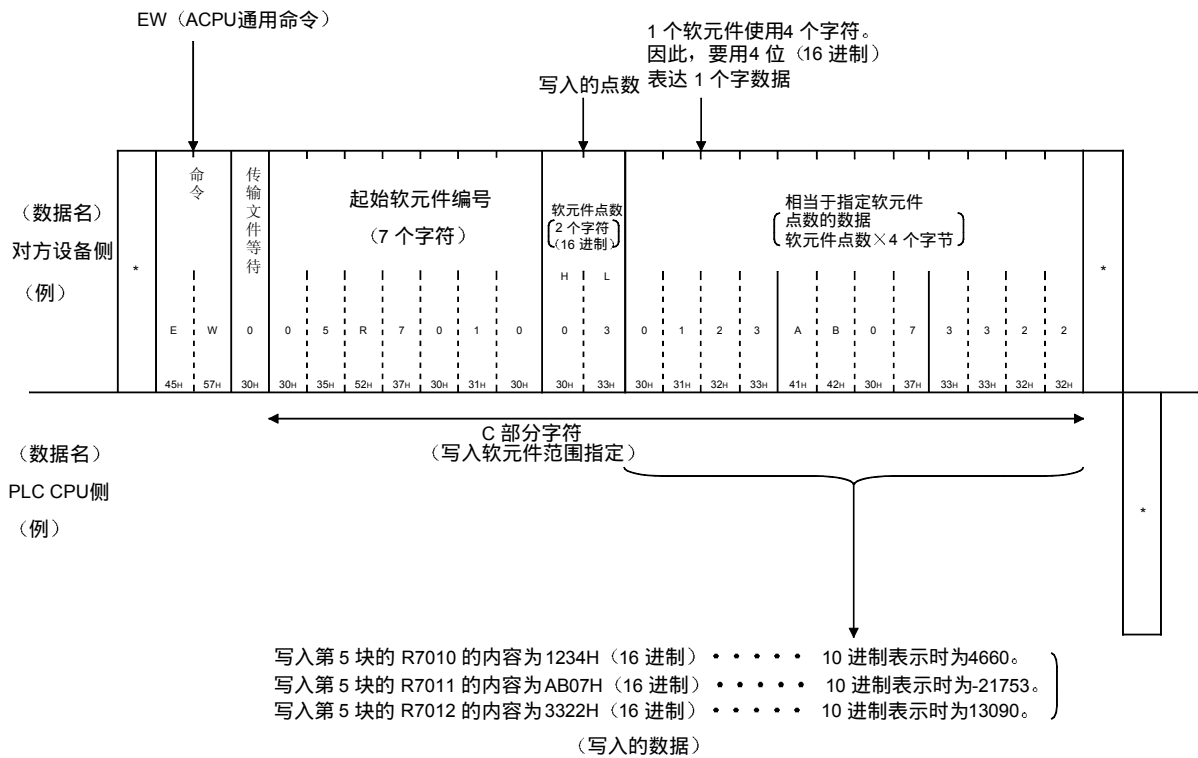 EW（ACPU通用命令）
1 个软元件使用4 个字符。
因此，要用4 位（16 进制）
表达 1 个字数据
写入的点数
（数据名）
对方设备侧
（例）
*
命令
传输文件等待
起始软元件编号
（7 个字符）
软元件点数
2 个字符
（16 进制）
H L
相当于指定软元件
点数的数据
软元件点数×4 个字节
*
E W 0 0 5 R 7 0 1 0 0 3 0 1 2 3 A B 0 7 3 3 2 2
45H 57H 30H 30H 35H 52H 37H 30H 31H 30H 30H 33H 30H 31H 32H 33H 41H 42H 30H 37H 33H 33H 32H 32H
C 部分字符
（写入软元件范围指定）
（数据名）
PLC CPU侧
（例）
*
写入第 5 块的 R7010 的内容为1234H（16 进制）• • • • • 10 进制表示时为4660。
写入第 5 块的 R7011 的内容为AB07H（16 进制）• • • • • 10 进制表示时为-21753。
写入第 5 块的 R7012 的内容为3322H（16 进制）• • • • • 10 进制表示时为13090。
（写入的数据）